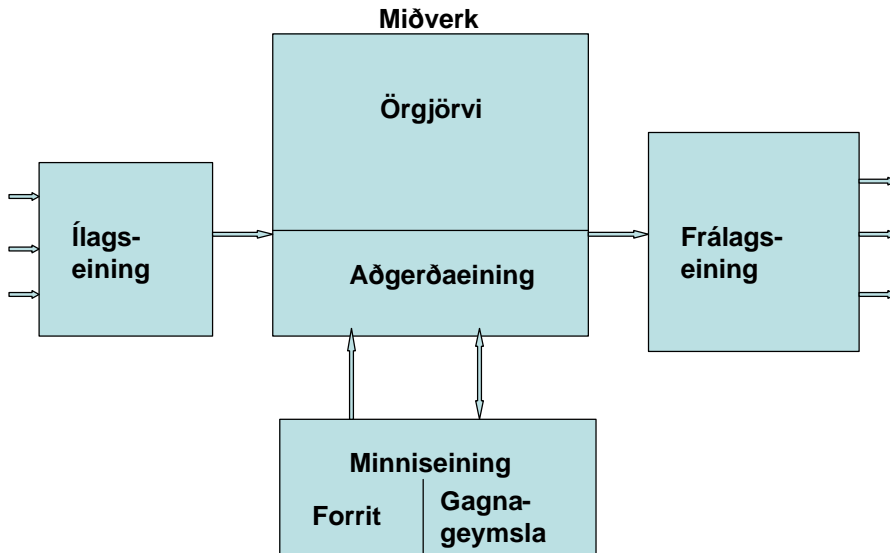 Miðverk
Örgjörvi
Ílags-
eining
Aðgerðaeining
Frálags-
eining
Minniseining
Forrit
Gagna-
geymsla